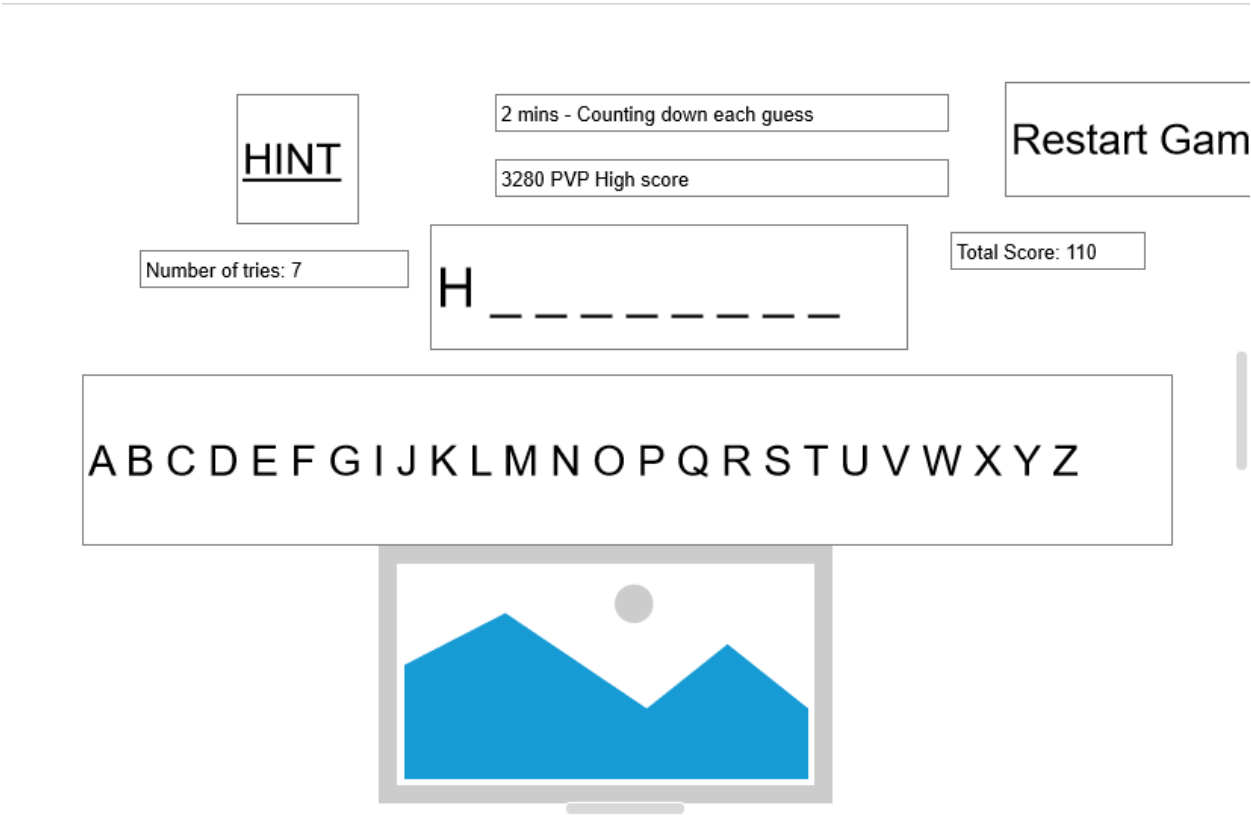 HINT
2 mins - Counting down each guess
3280 PVP High score
Restart Gam
Number of tries: 7
H _ _ _ _ _ _ _ _
Total Score: 110
A B C D E F G I J K L M N O P Q R S T U V W X Y Z